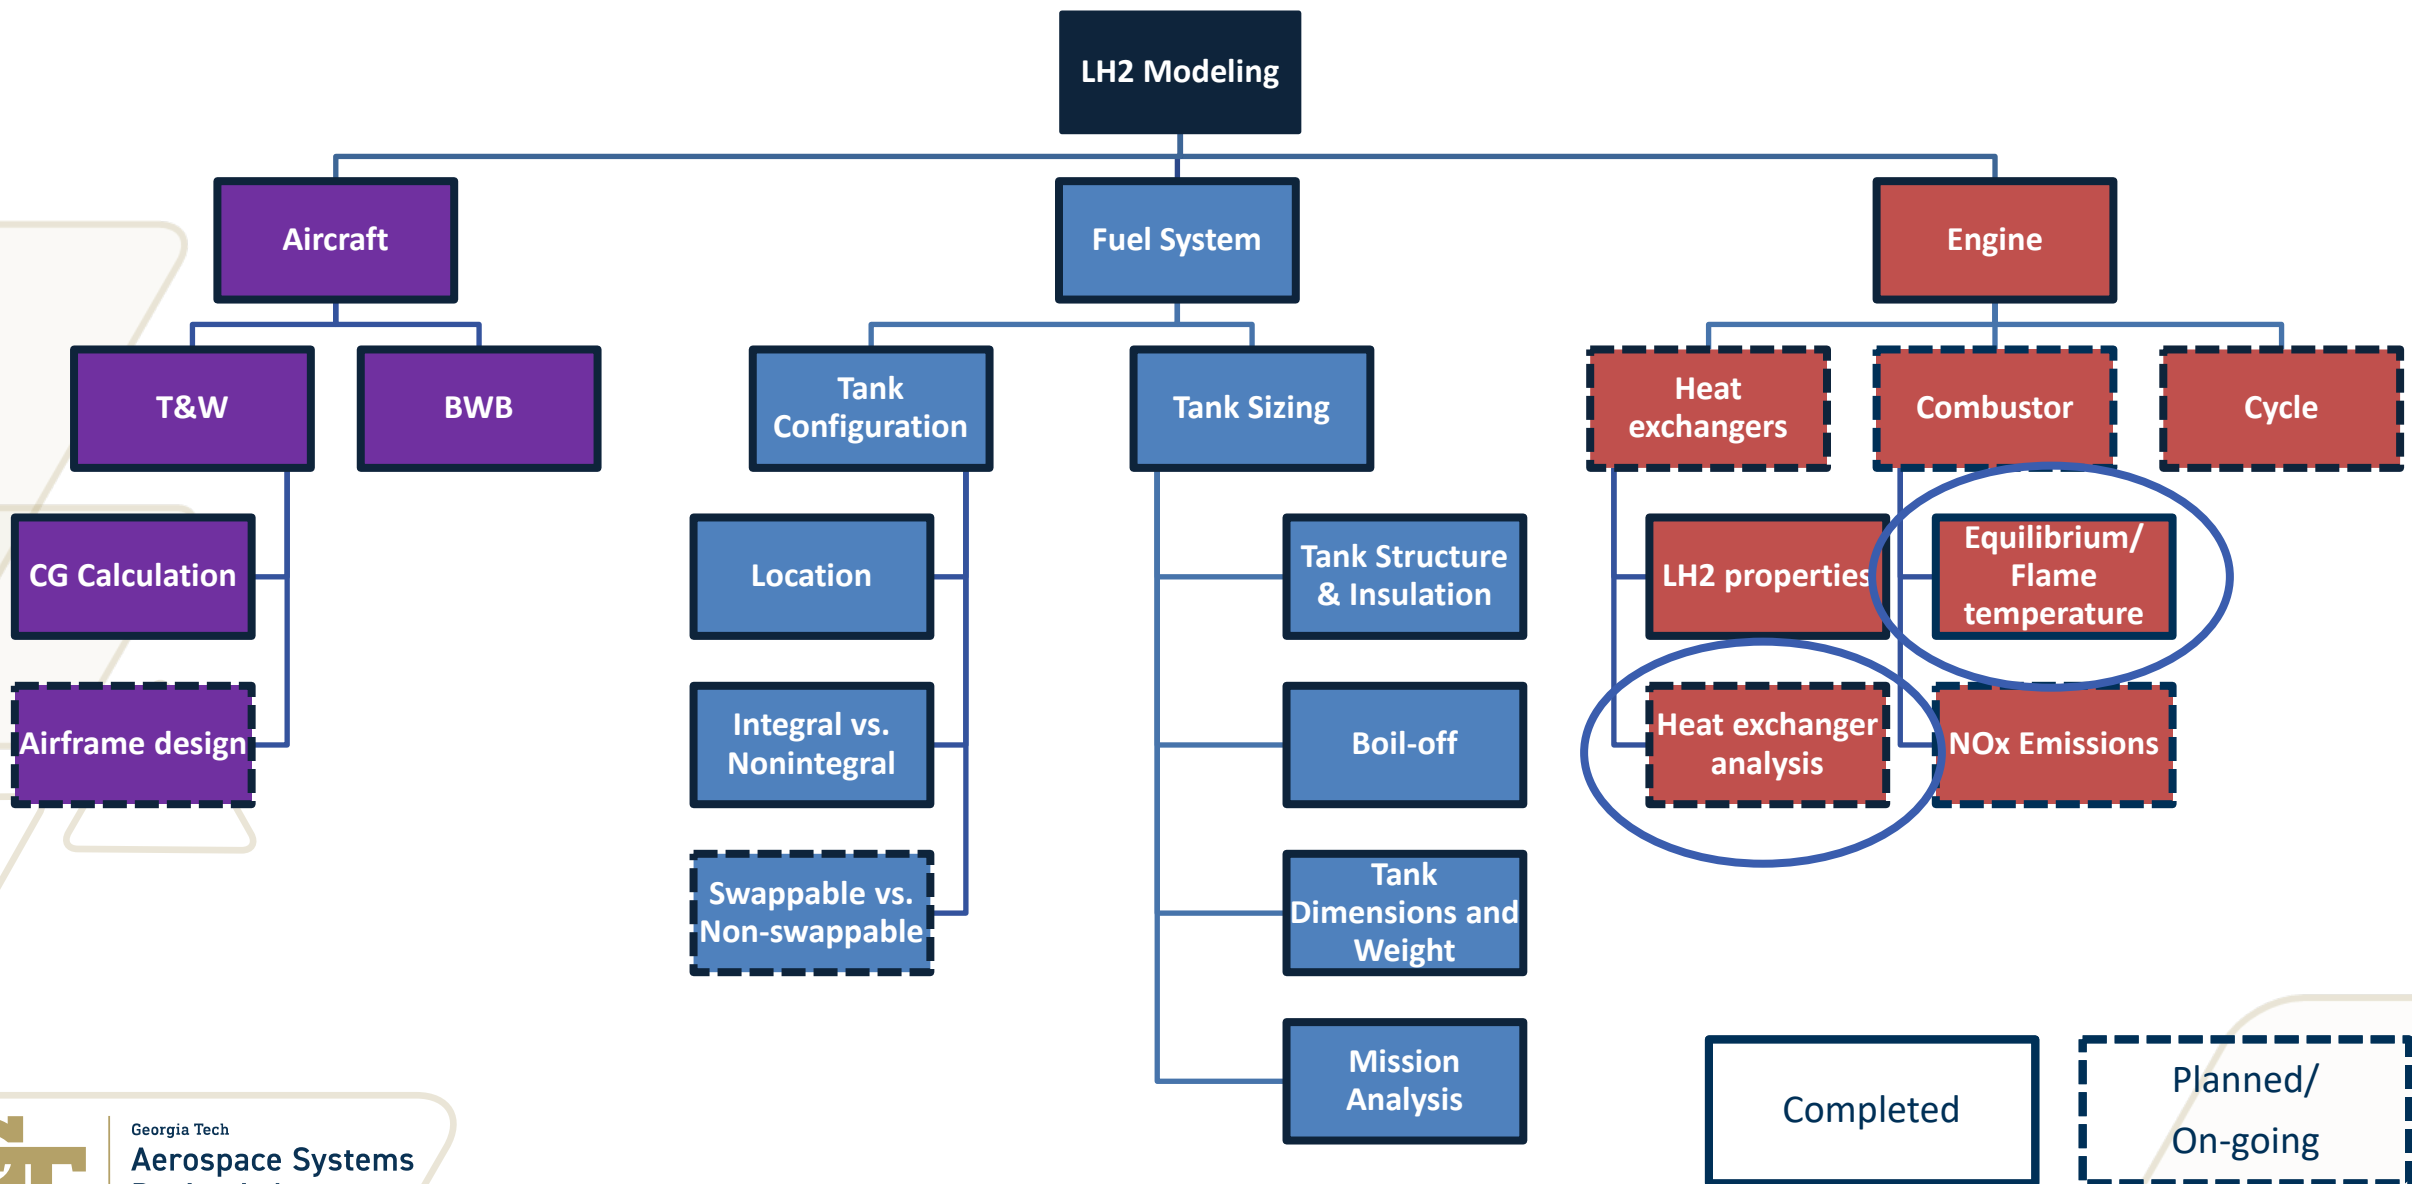 LH2 Modeling
Aircraft
Fuel System
Engine
T&W
BWB
Tank
Configuration
Tank Sizing
Heat
exchangers
Combustor
Cycle
CG Calculation
Location
Tank Structure
& Insulation
LH2 properties
Equilibrium/
Flame
temperature
Airframe design
Integral vs.
Nonintegral
Boil-off
Heat exchanger
analysis
NOx Emissions
Swappable vs.
Non-swappable
Tank
Dimensions and
Weight
Mission
Analysis
Completed
Planned/
On-going
Georgia Tech
Aerospace Systems